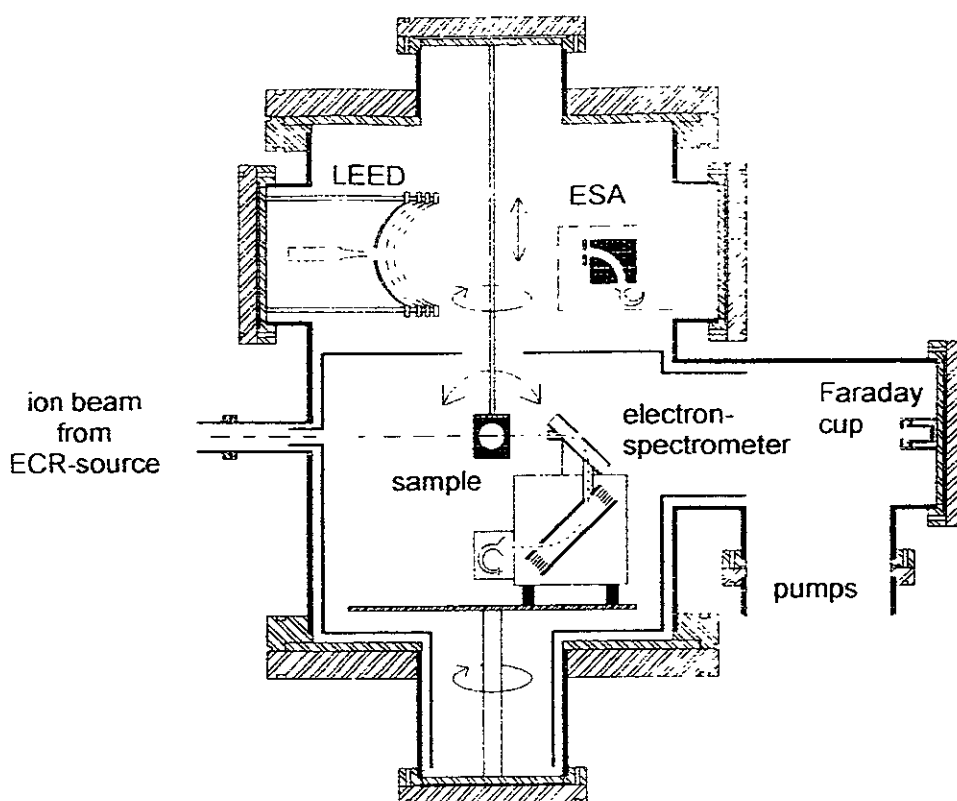 LEED
ESA
ion beam
from
ECR-source
sample
electron-
spectrometer
Faraday
cup
pumps